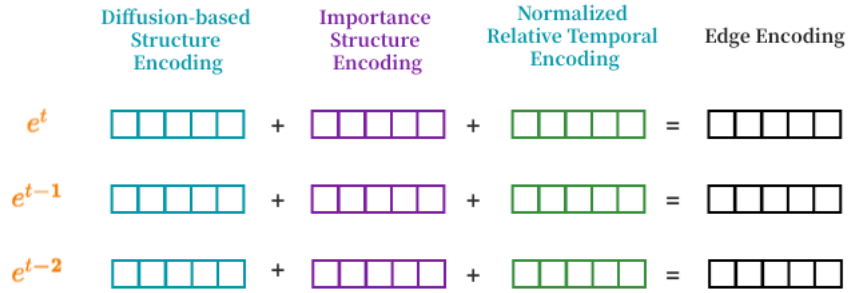 Diffusion-based
Structure
Encoding
Importance
Structure
Encoding
Normalized
Relative Temporal
Encoding
Edge Encoding
e^t + + =
e^{t-1} + + =
e^{t-2} + + =